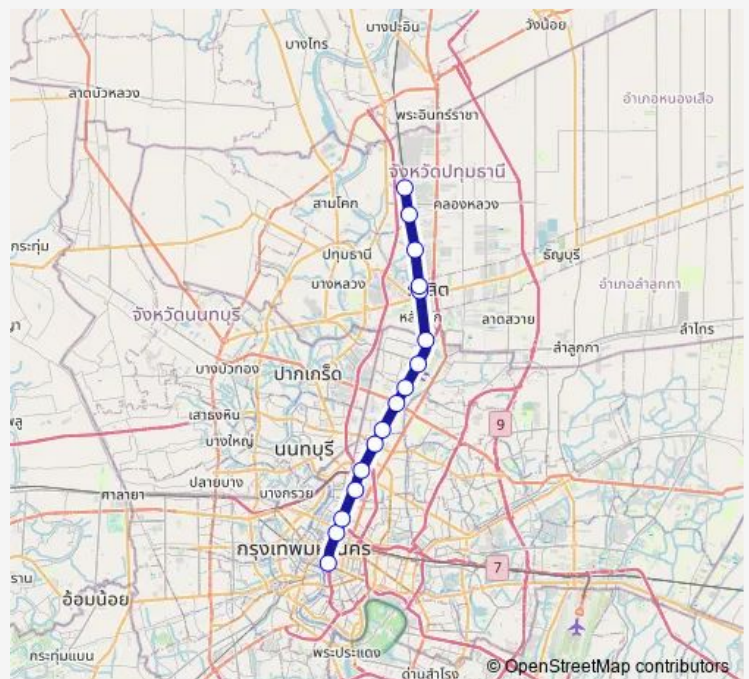 บางปะอิน
วังน้อย
บางไทร
ลาดบัวหลวง
อำเภอหนองเสือ
พระอินทร์ราชา
จังหวัดปทุมธานี
สามโคก
คลองหลวง
กระทุ่ม
ปทุมธานี
ธัญบุรี
บางหลวง
อำเภอลำลูกกา
จังหวัดนนทบุรี
ลาดสวาย
ลำไทร
ลำลูกกา
บางบัวทอง
ปากเกร็ด
เสาธงหิน
9
บางใหญ่
นนทบุรี
ปลายบาง
ศาลายา
บางกรวย
กรุงเทพมหานคร
7
อ้อมน้อย
กระทุ่มแบน
พระประแดง
ด่านสำโรง
© OpenStreetMap contributors